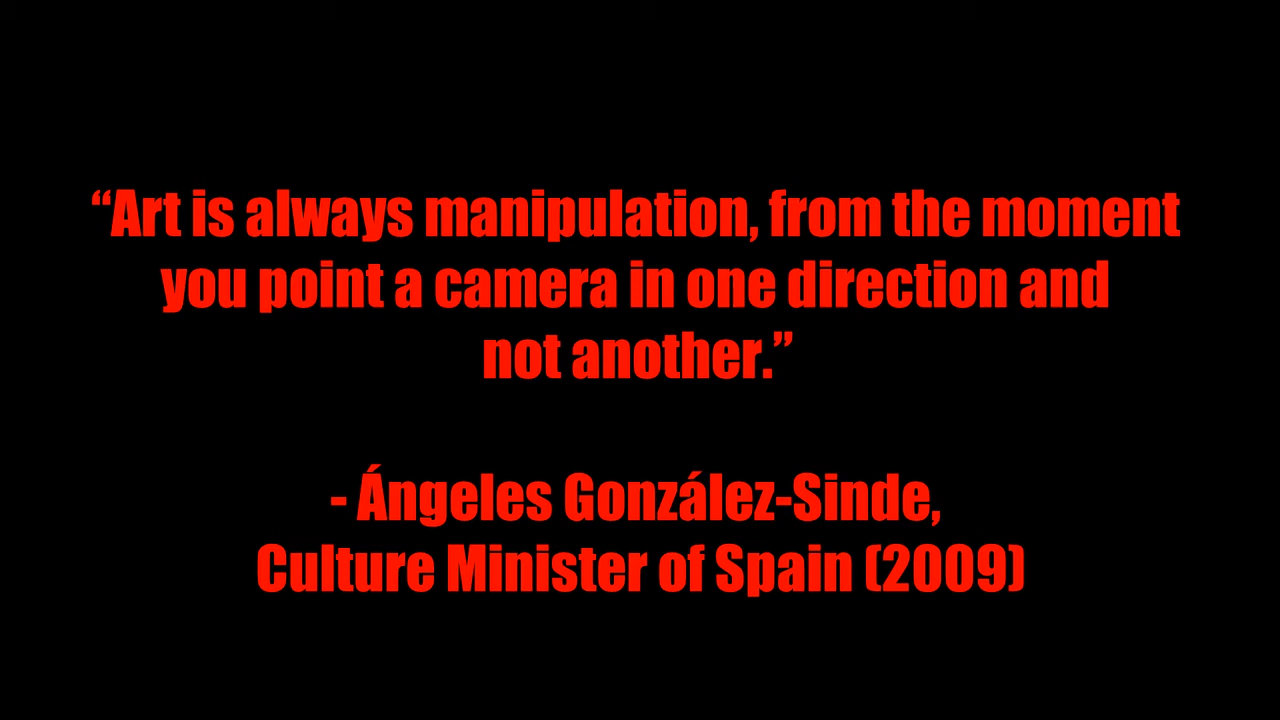 “Art is always manipulation, from the moment
you point a camera in one direction and
not another.”
- Ángeles González-Sinde,
Culture Minister of Spain (2009)